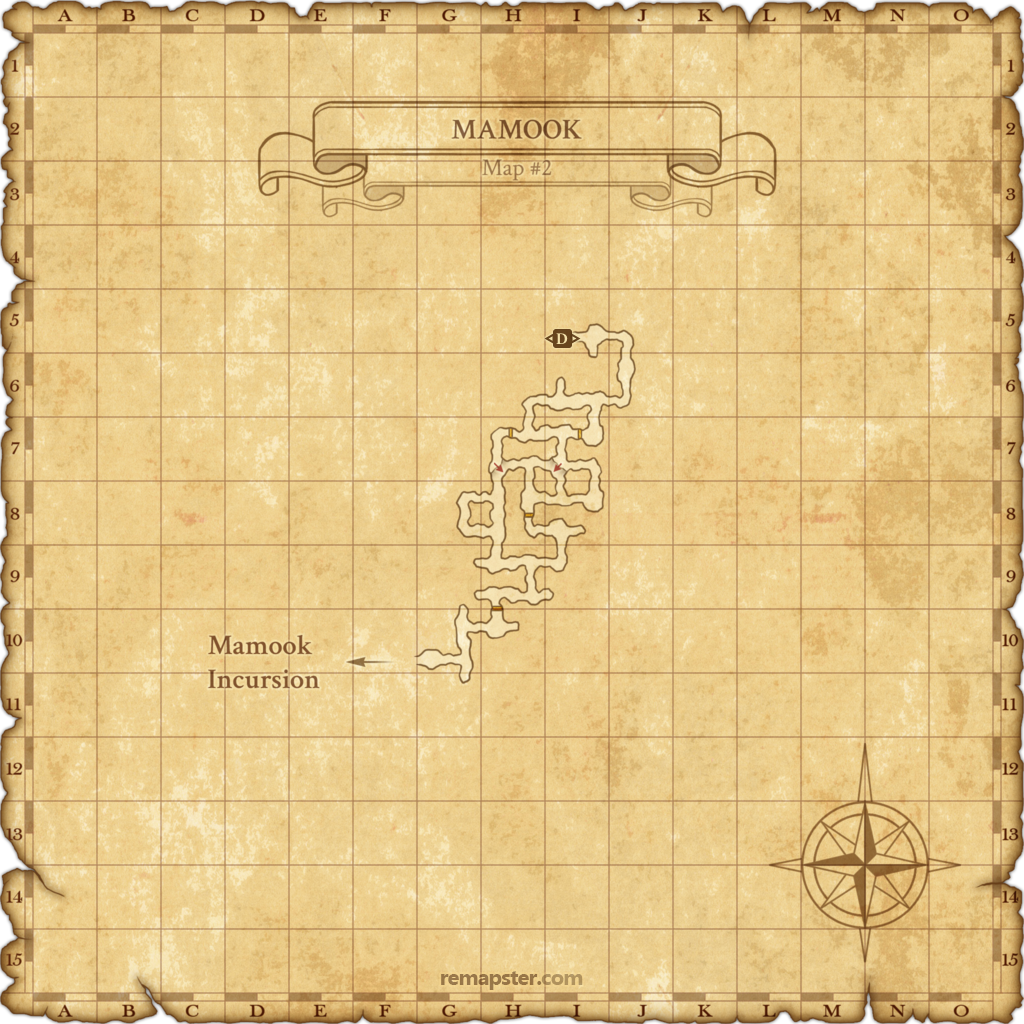 A B C D E F G H I J K L M N O
1 1
2 2
MAMOOK
Map #2
3 3
4 4
5 5
D
6 6
7 7
8 8
9 9
10 10
Mamook
Incursion
11 11
12 12
13 13
14 14
15 15
remapster.com
A B C D E F G H I J K L M N O